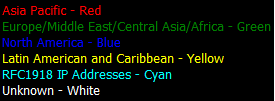 Asia Pacific - Red
Europe/Middle East/Central Asia/Africa - Green
North America - Blue
Latin American and Caribbean - Yellow
RFC1918 IP Addresses - Cyan
Unknown - White